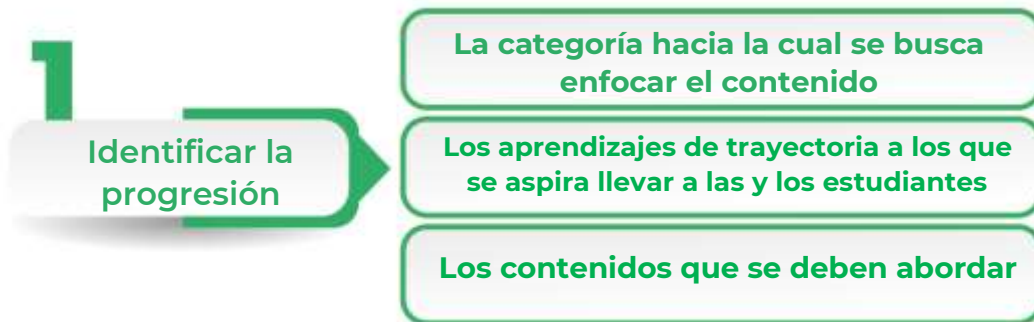 1
Identificar la
progresión
La categoría hacia la cual se busca
enfocar el contenido
Los aprendizajes de trayectoria a los que
se aspira llevar a las y los estudiantes
Los contenidos que se deben abordar